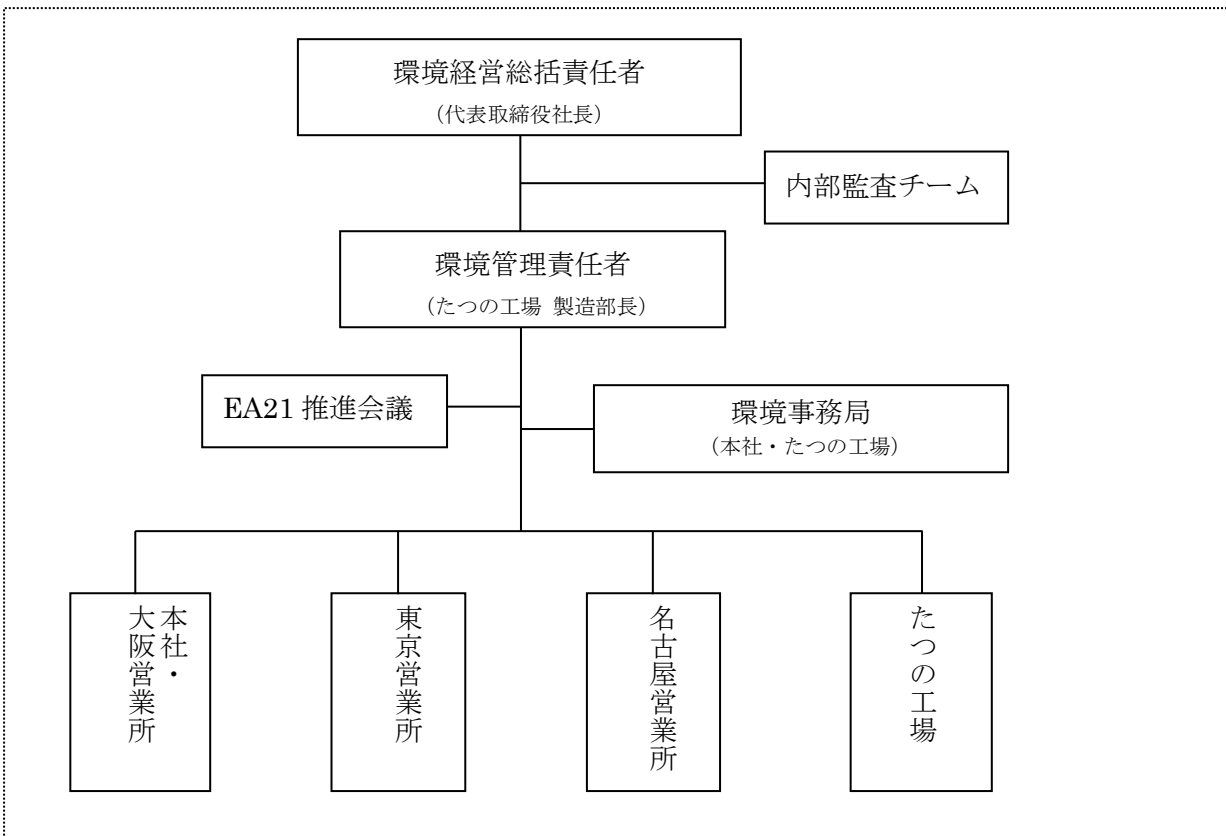 環境経営総括責任者
（代表取締役社長）
内部監査チーム
環境管理責任者
（たつの工場 製造部長）
EA21 推進会議
環境事務局
（本社・たつの工場）
本社・
大阪営業所
東京営業所
名古屋営業所
たつの工場